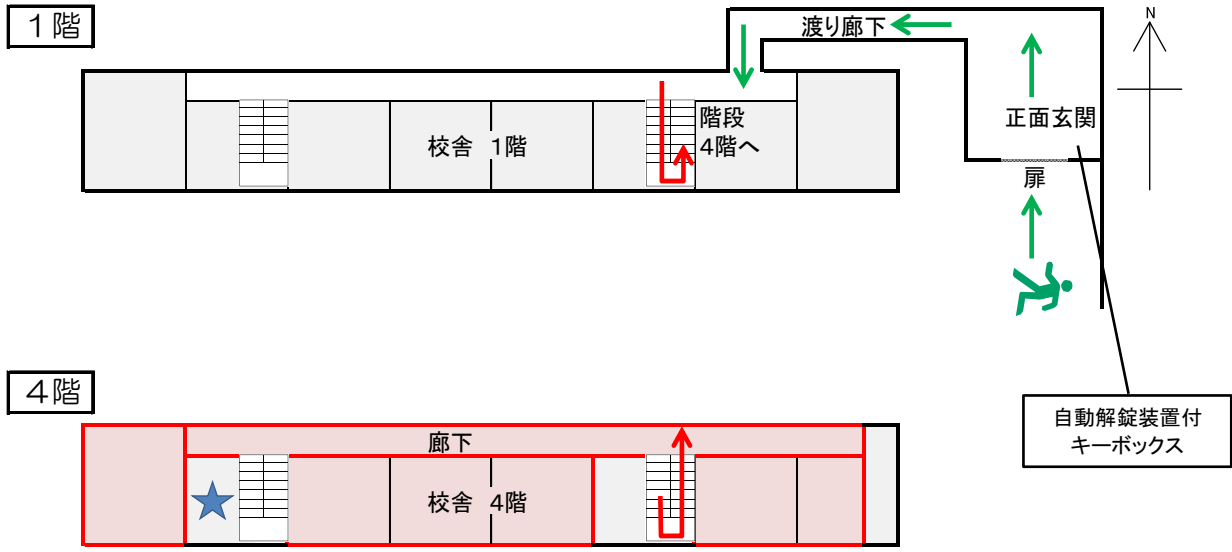 1階
渡り廊下
N
正面玄関
校舎 1階
階段
4階へ
扉
自動解錠装置付
キーボックス
4階
廊下
校舎 4階